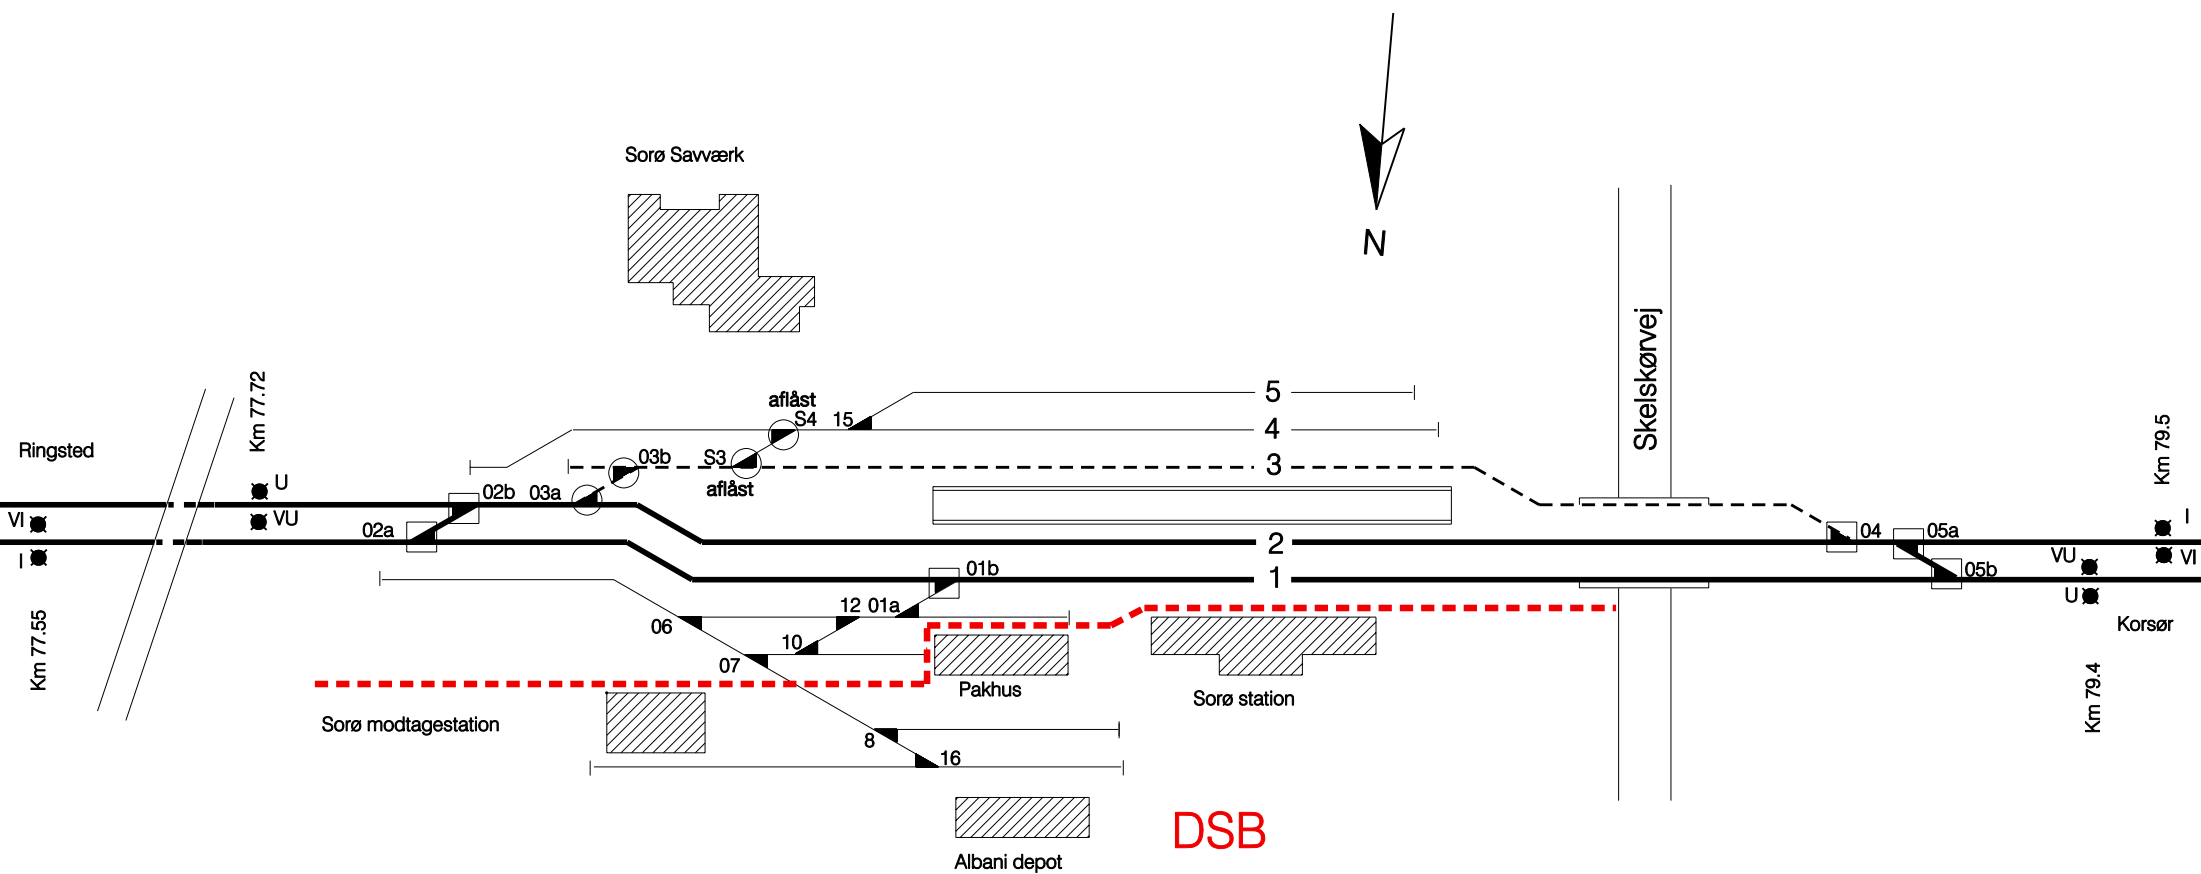 Sorø Savværk
N
Skelskørvej
Km 77.72
aflåst
S4
15
5
4
Ringsted
03b
S3
3
Km 79.5
U
02b
03a
aflåst
VI
VU
02a
I
04
05a
I
2
VU
VI
I
01b
1
05b
U
12
01a
Korsør
06
10
07
Km 77.55
Pakhus
Sorø station
Km 79.4
Sorø modtagestation
8
16
DSB
Albani depot